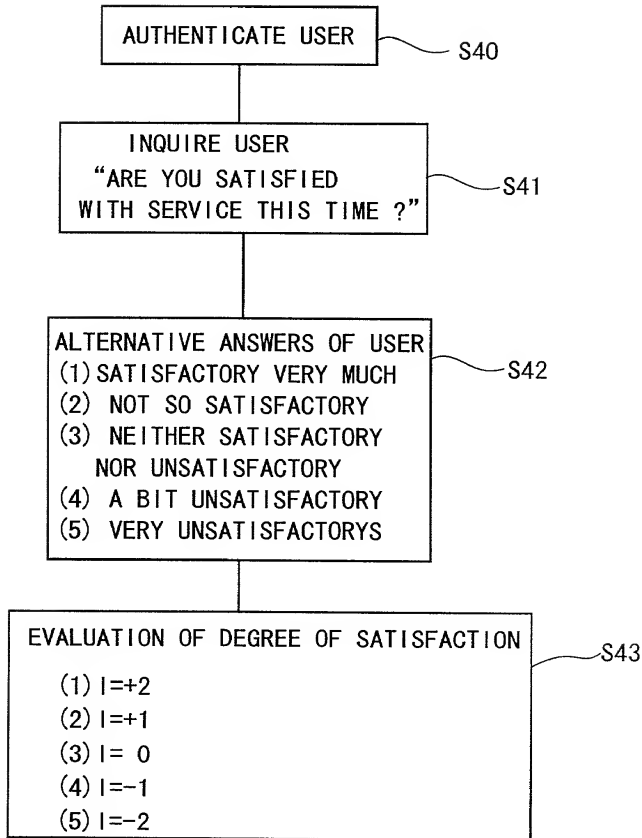 AUTHENTICATE USER
S40
INQUIRE USER
“ARE YOU SATISFIED
WITH SERVICE THIS TIME ?”
S41
ALTERNATIVE ANSWERS OF USER
(1) SATISFACTORY VERY MUCH
(2) NOT SO SATISFACTORY
(3) NEITHER SATISFACTORY
NOR UNSATISFACTORY
(4) A BIT UNSATISFACTORY
(5) VERY UNSATISFACTORYS
S42
EVALUATION OF DEGREE OF SATISFACTION
(1) I=+2
(2) I=+1
(3) I= 0
(4) I=-1
(5) I=-2
S43